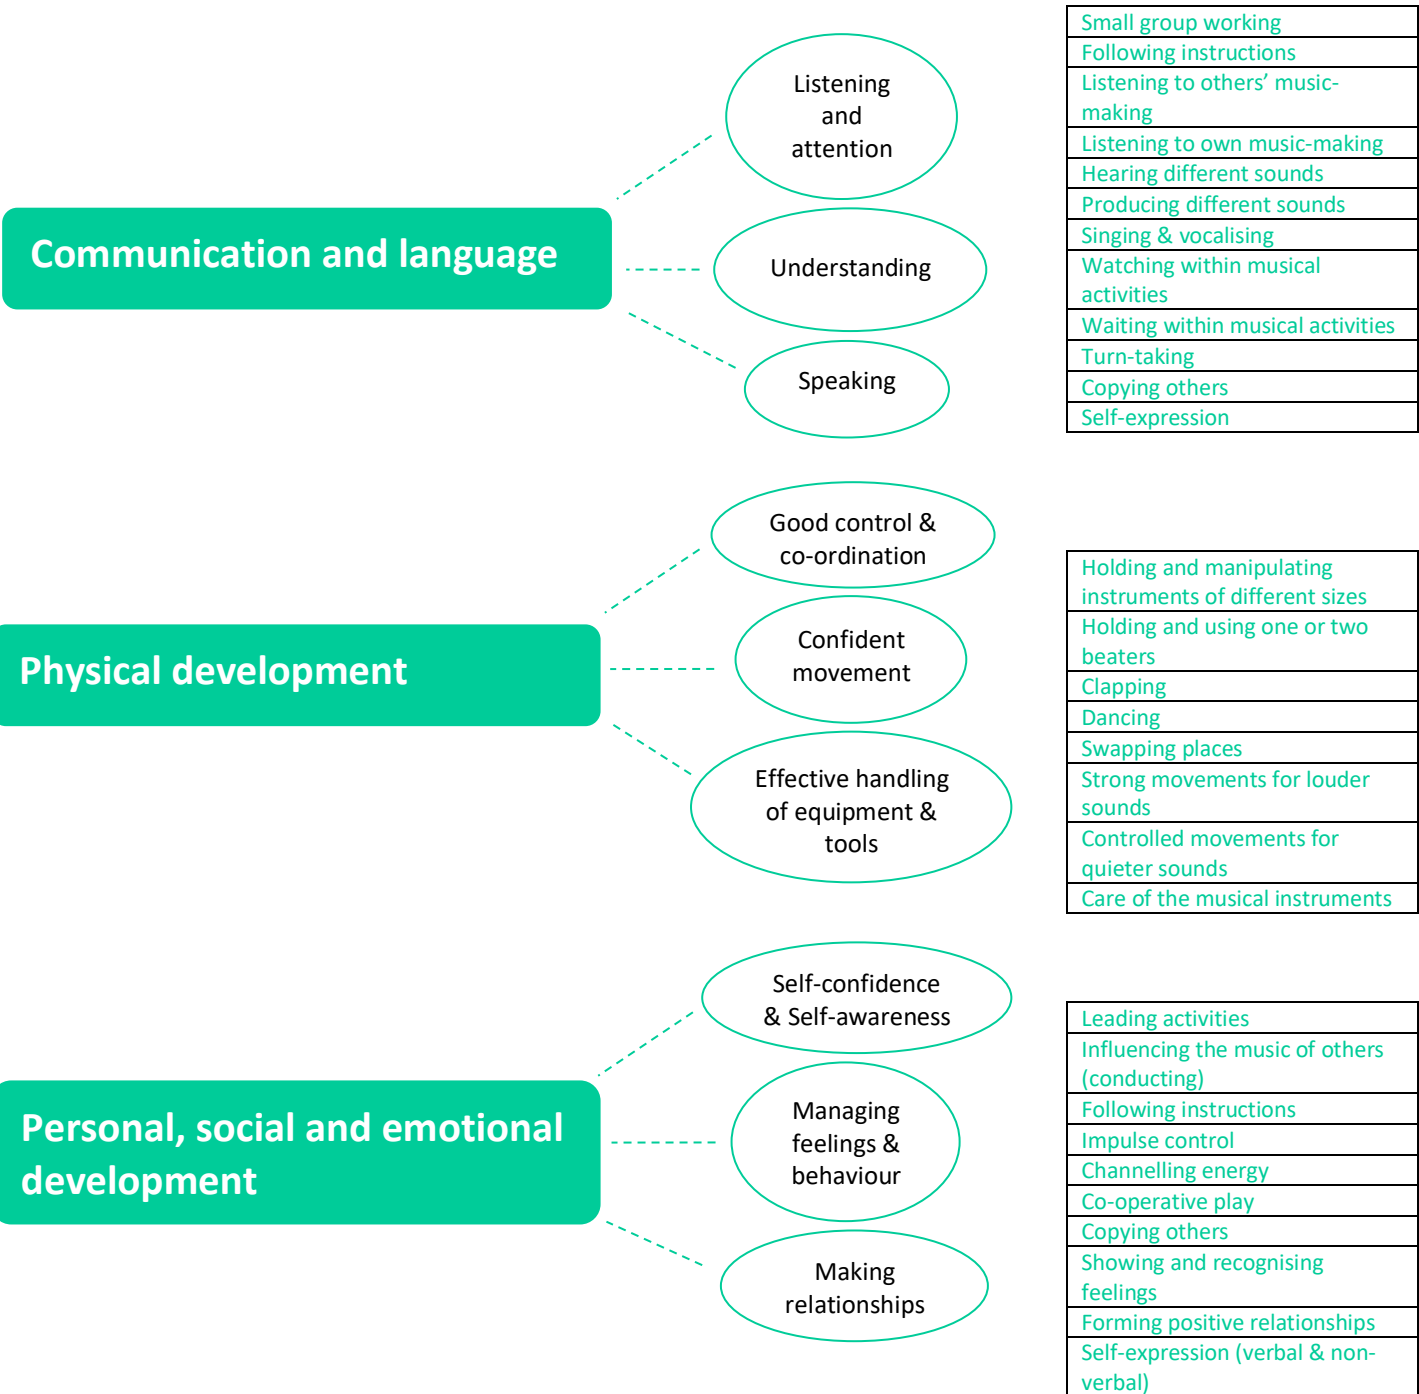 Communication and language
Listening
and
attention
Understanding
Speaking
Small group working
Following instructions
Listening to others’ music-
making
Listening to own music-making
Hearing different sounds
Producing different sounds
Singing & vocalising
Watching within musical
activities
Waiting within musical activities
Turn-taking
Copying others
Self-expression
Physical development
Good control &
co-ordination
Confident
movement
Effective handling
of equipment &
tools
Holding and manipulating
instruments of different sizes
Holding and using one or two
beaters
Clapping
Dancing
Swapping places
Strong movements for louder
sounds
Controlled movements for
quieter sounds
Care of the musical instruments
Personal, social and emotional
development
Self-confidence
& Self-awareness
Managing
feelings &
behaviour
Making
relationships
Leading activities
Influencing the music of others
(conducting)
Following instructions
Impulse control
Channelling energy
Co-operative play
Copying others
Showing and recognising
feelings
Forming positive relationships
Self-expression (verbal & non-
verbal)